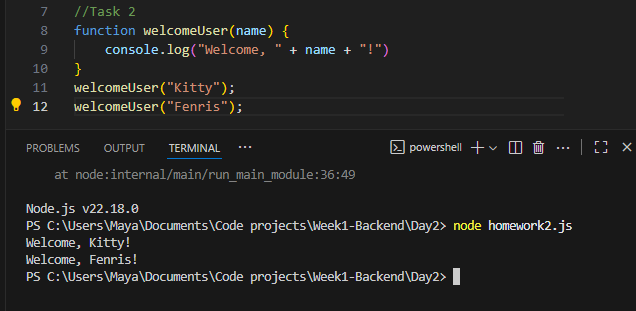 7 //Task 2
8 function welcomeUser(name) {
9 console.log("Welcome, " + name + "!")
10 }
11 welcomeUser("Kitty");
12 welcomeUser("Fenris");
PROBLEMS OUTPUT TERMINAL ... powershell
at node:internal/main/run_main_module:36:49
Node.js v22.18.0
PS C:\Users\Maya\Documents\Code projects\Week1-Backend\Day2> node homework2.js
Welcome, Kitty!
Welcome, Fenris!
PS C:\Users\Maya\Documents\Code projects\Week1-Backend\Day2>